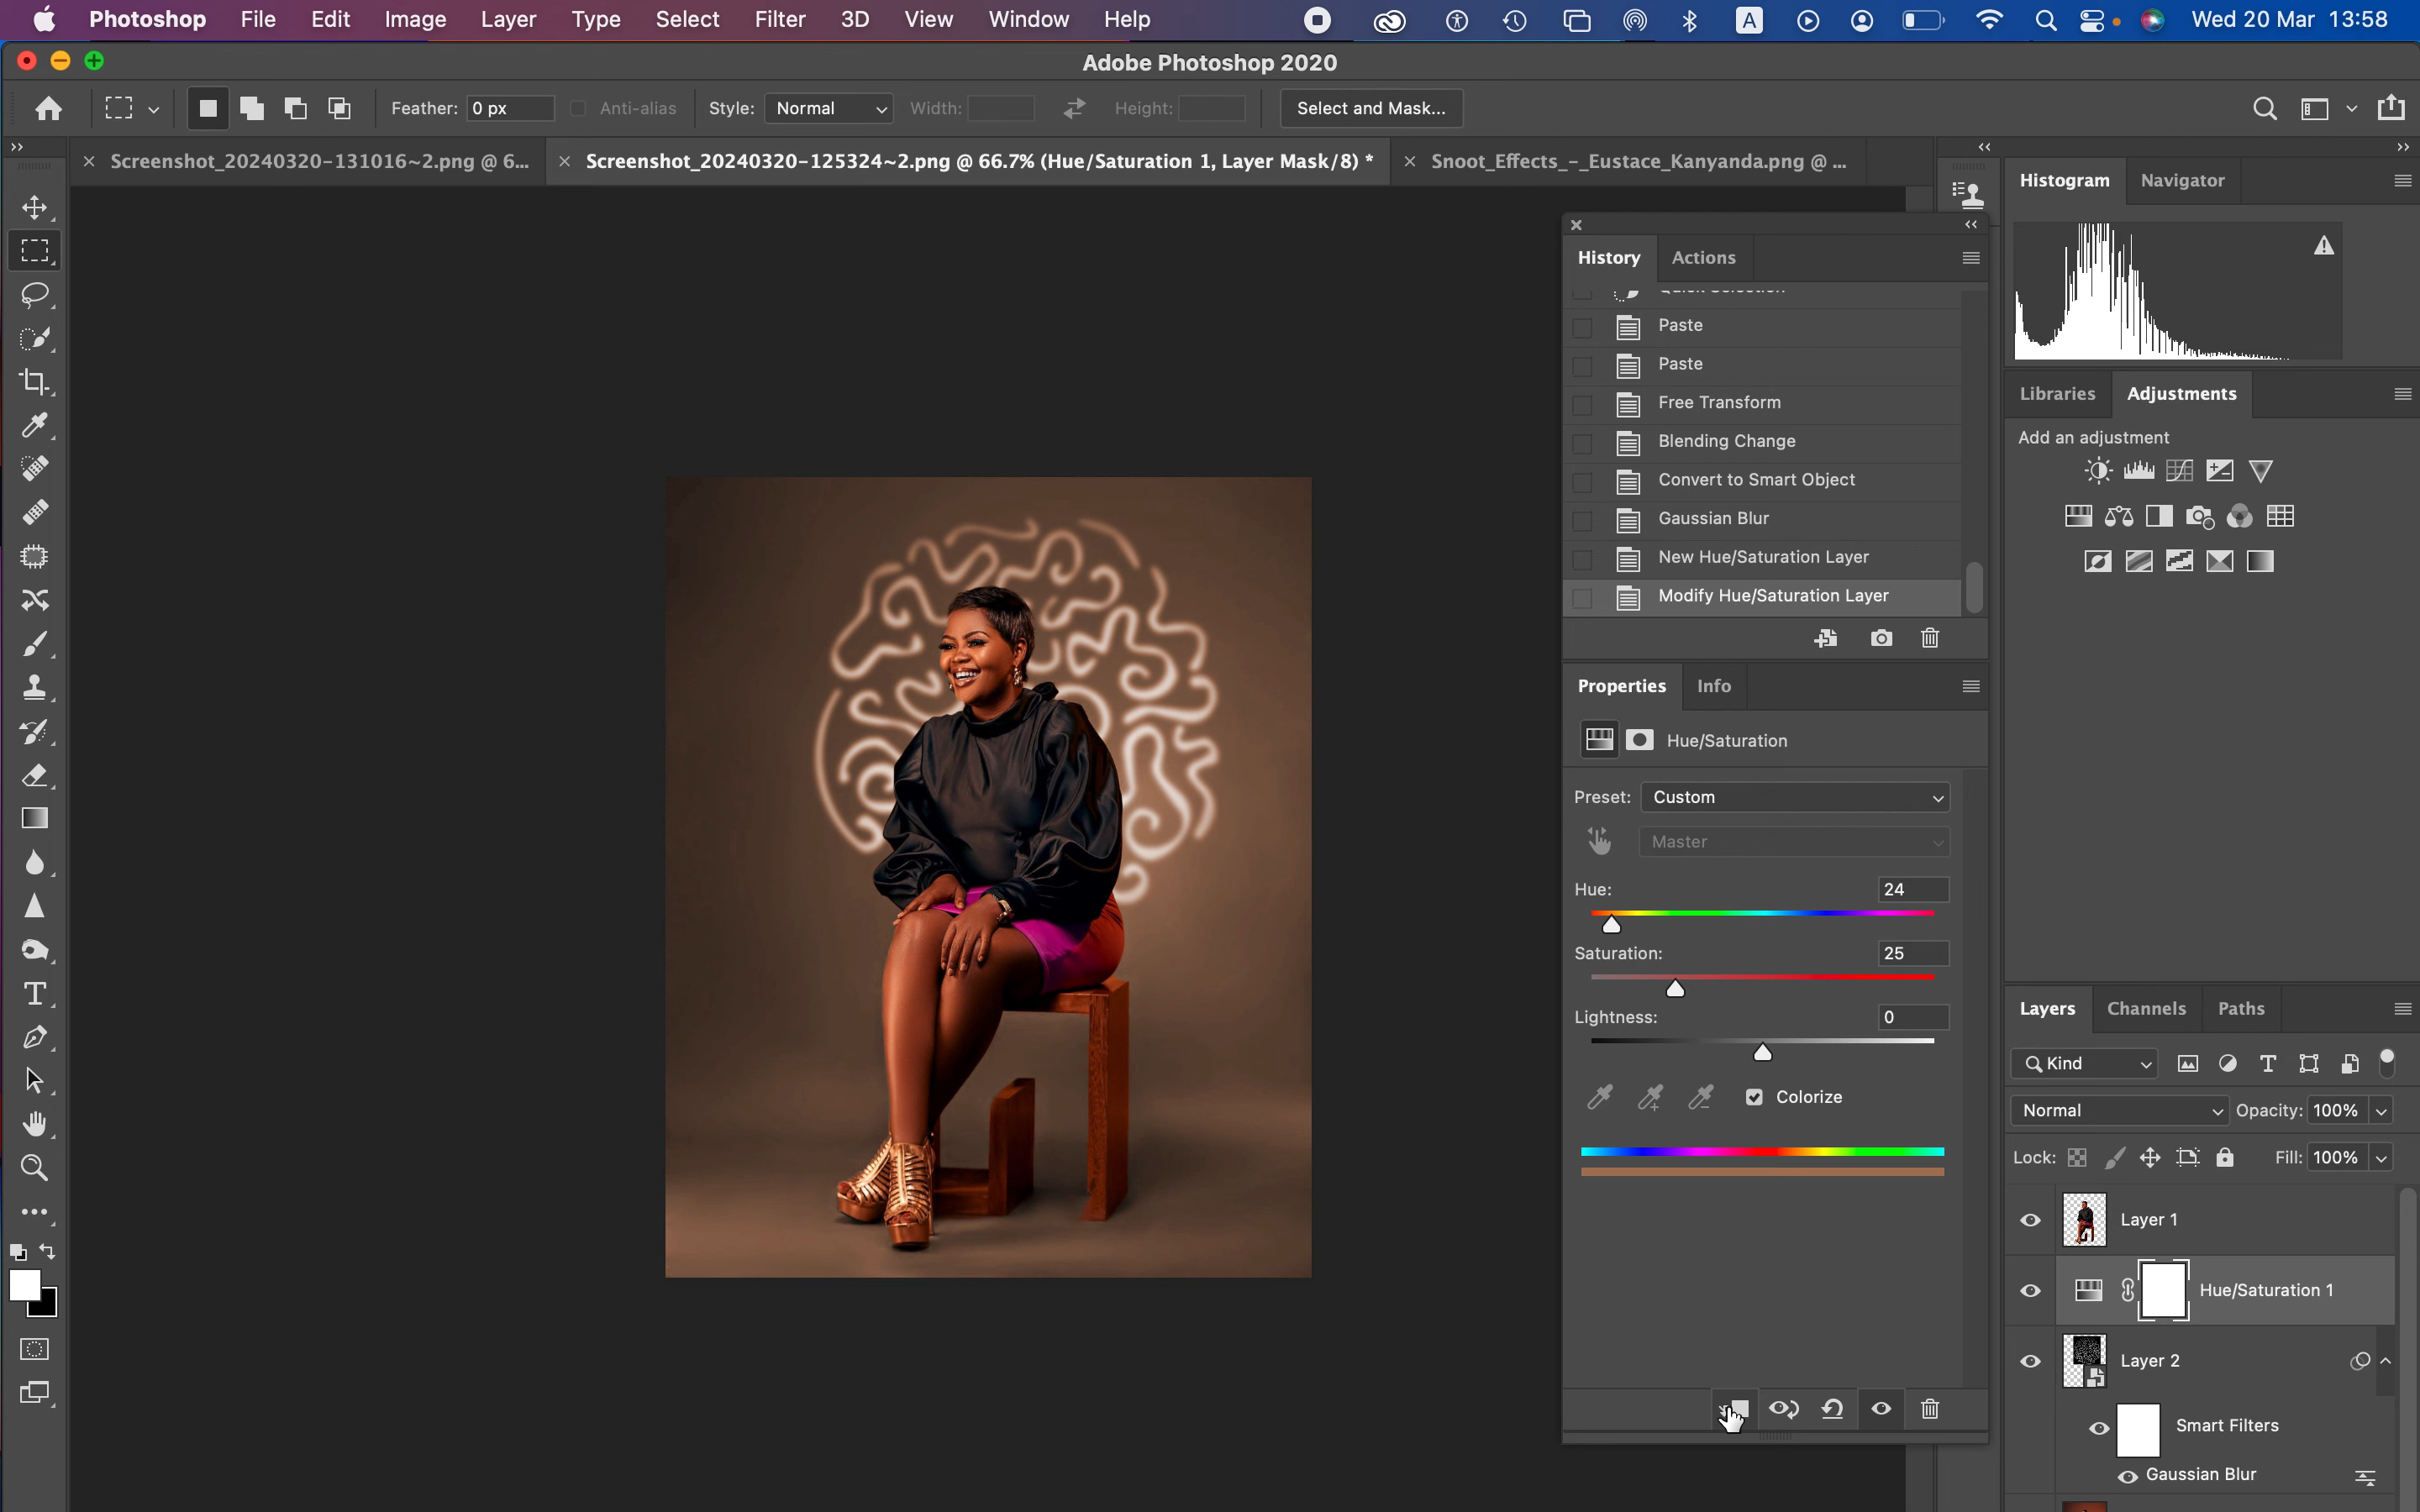 Photoshop File Edit Image Layer Type Select Filter 3D View Window Help A Wed 20 Mar 13:58
Adobe Photoshop 2020
Feather: 0 px Anti-alias Style: Normal Width: Height: Select and Mask...
Screenshot_20240320-131016~2.png @ 6... Screenshot_20240320-125324~2.png @ 66.7% (Hue/Saturation 1, Layer Mask/8) * Snoot_Effects_-_Eustace_Kanyanda.png @ ...
Histogram Navigator
History Actions
Quick Selection
Paste
Paste
Free Transform
Blending Change
Convert to Smart Object
Gaussian Blur
New Hue/Saturation Layer
Modify Hue/Saturation Layer
Properties Info
Hue/Saturation
Preset: Custom
Master
Hue: 24
Saturation: 25
Lightness: 0
Colorize
Libraries Adjustments
Add an adjustment
Layers Channels Paths
Kind
Normal Opacity: 100%
Lock: Fill: 100%
Layer 1
Hue/Saturation 1
Layer 2
Smart Filters
Gaussian Blur